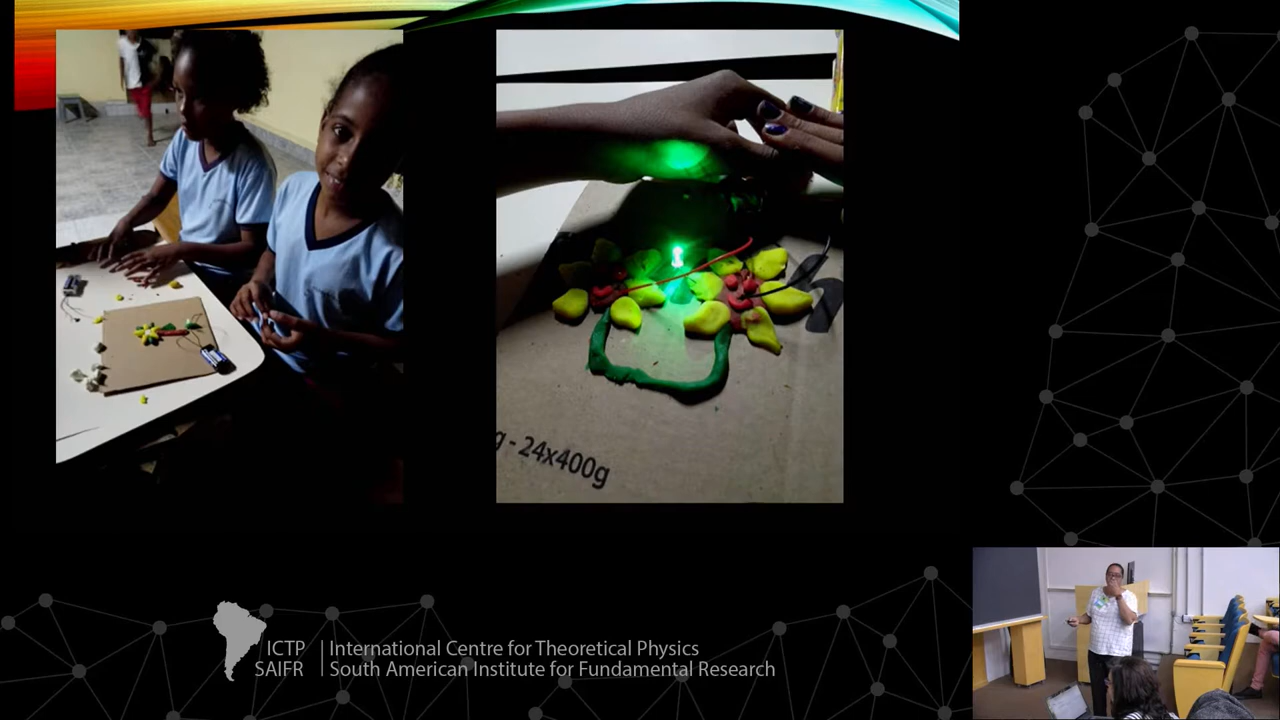 g - 24x400g
ICTP
SAIFR
International Centre for Theoretical Physics
South American Institute for Fundamental Research